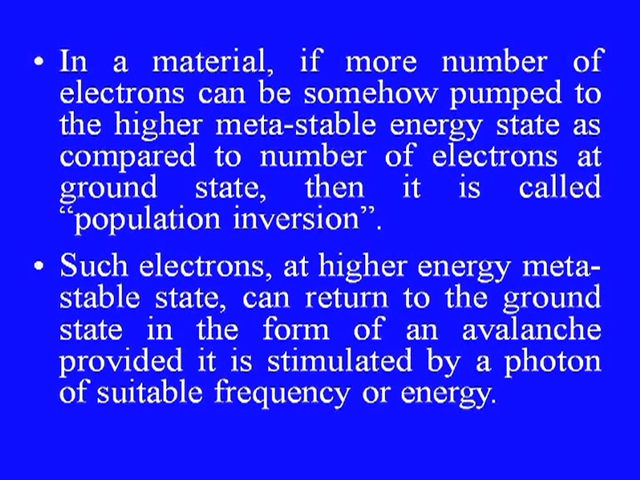 • In a material, if more number of
electrons can be somehow pumped to
the higher meta-stable energy state as
compared to number of electrons at
ground state, then it is called
“population inversion”.
• Such electrons, at higher energy meta-
stable state, can return to the ground
state in the form of an avalanche
provided it is stimulated by a photon
of suitable frequency or energy.